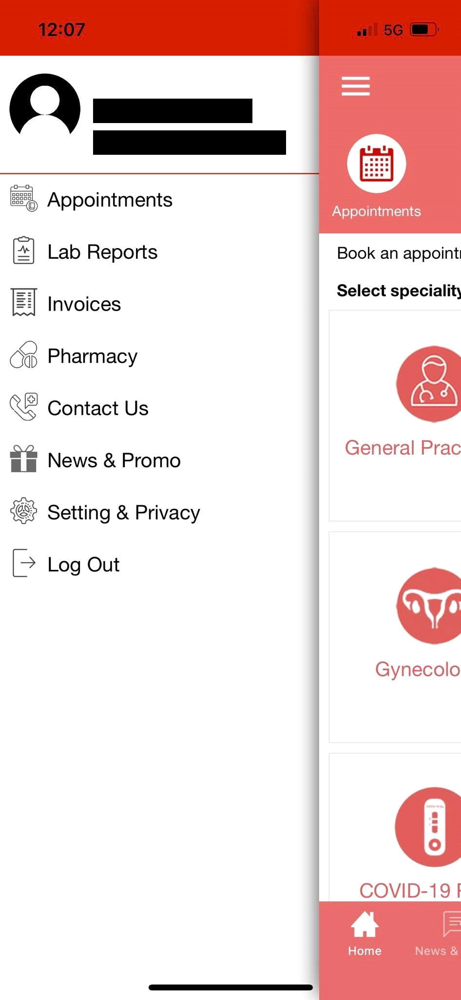 12:07
5G
Appointments
Lab Reports
Invoices
Pharmacy
Contact Us
News & Promo
Setting & Privacy
Log Out
Appointments
Book an appoint
Select speciality
General Prac
Gynecolo
COVID-19
Home
News &